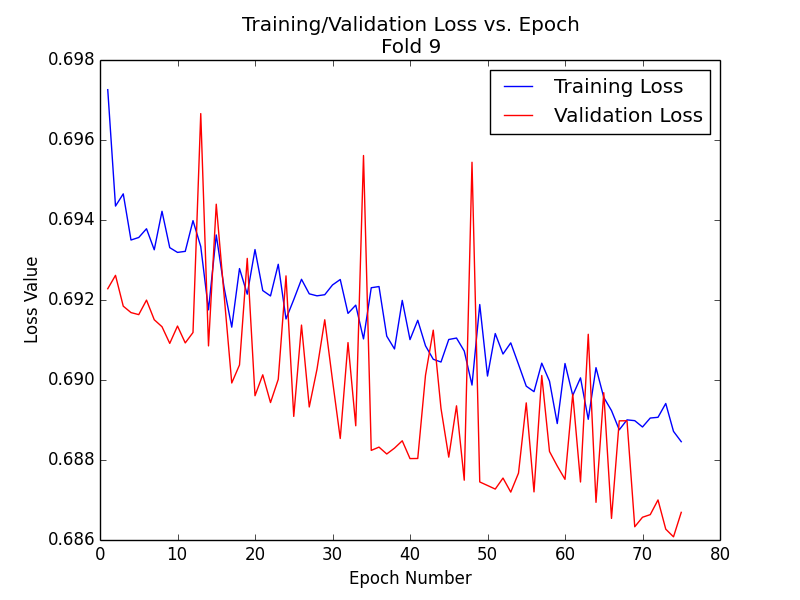 Training/Validation Loss vs. Epoch
Fold 9
Training Loss
Validation Loss
Loss Value
0.698
0.696
0.694
0.692
0.690
0.688
0.686
0 10 20 30 40 50 60 70 80
Epoch Number